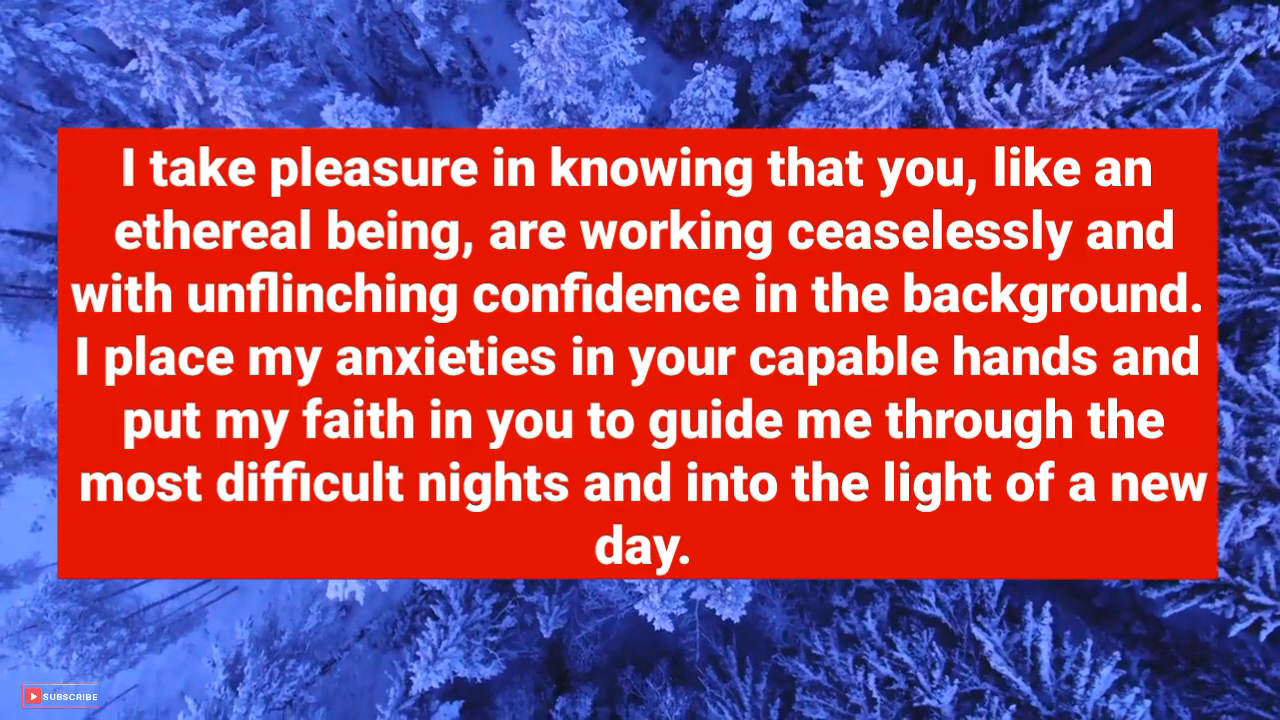 I take pleasure in knowing that you, like an
ethereal being, are working ceaselessly and
with unflinching confidence in the background.
I place my anxieties in your capable hands and
put my faith in you to guide me through the
most difficult nights and into the light of a new
day.
SUBSCRIBE